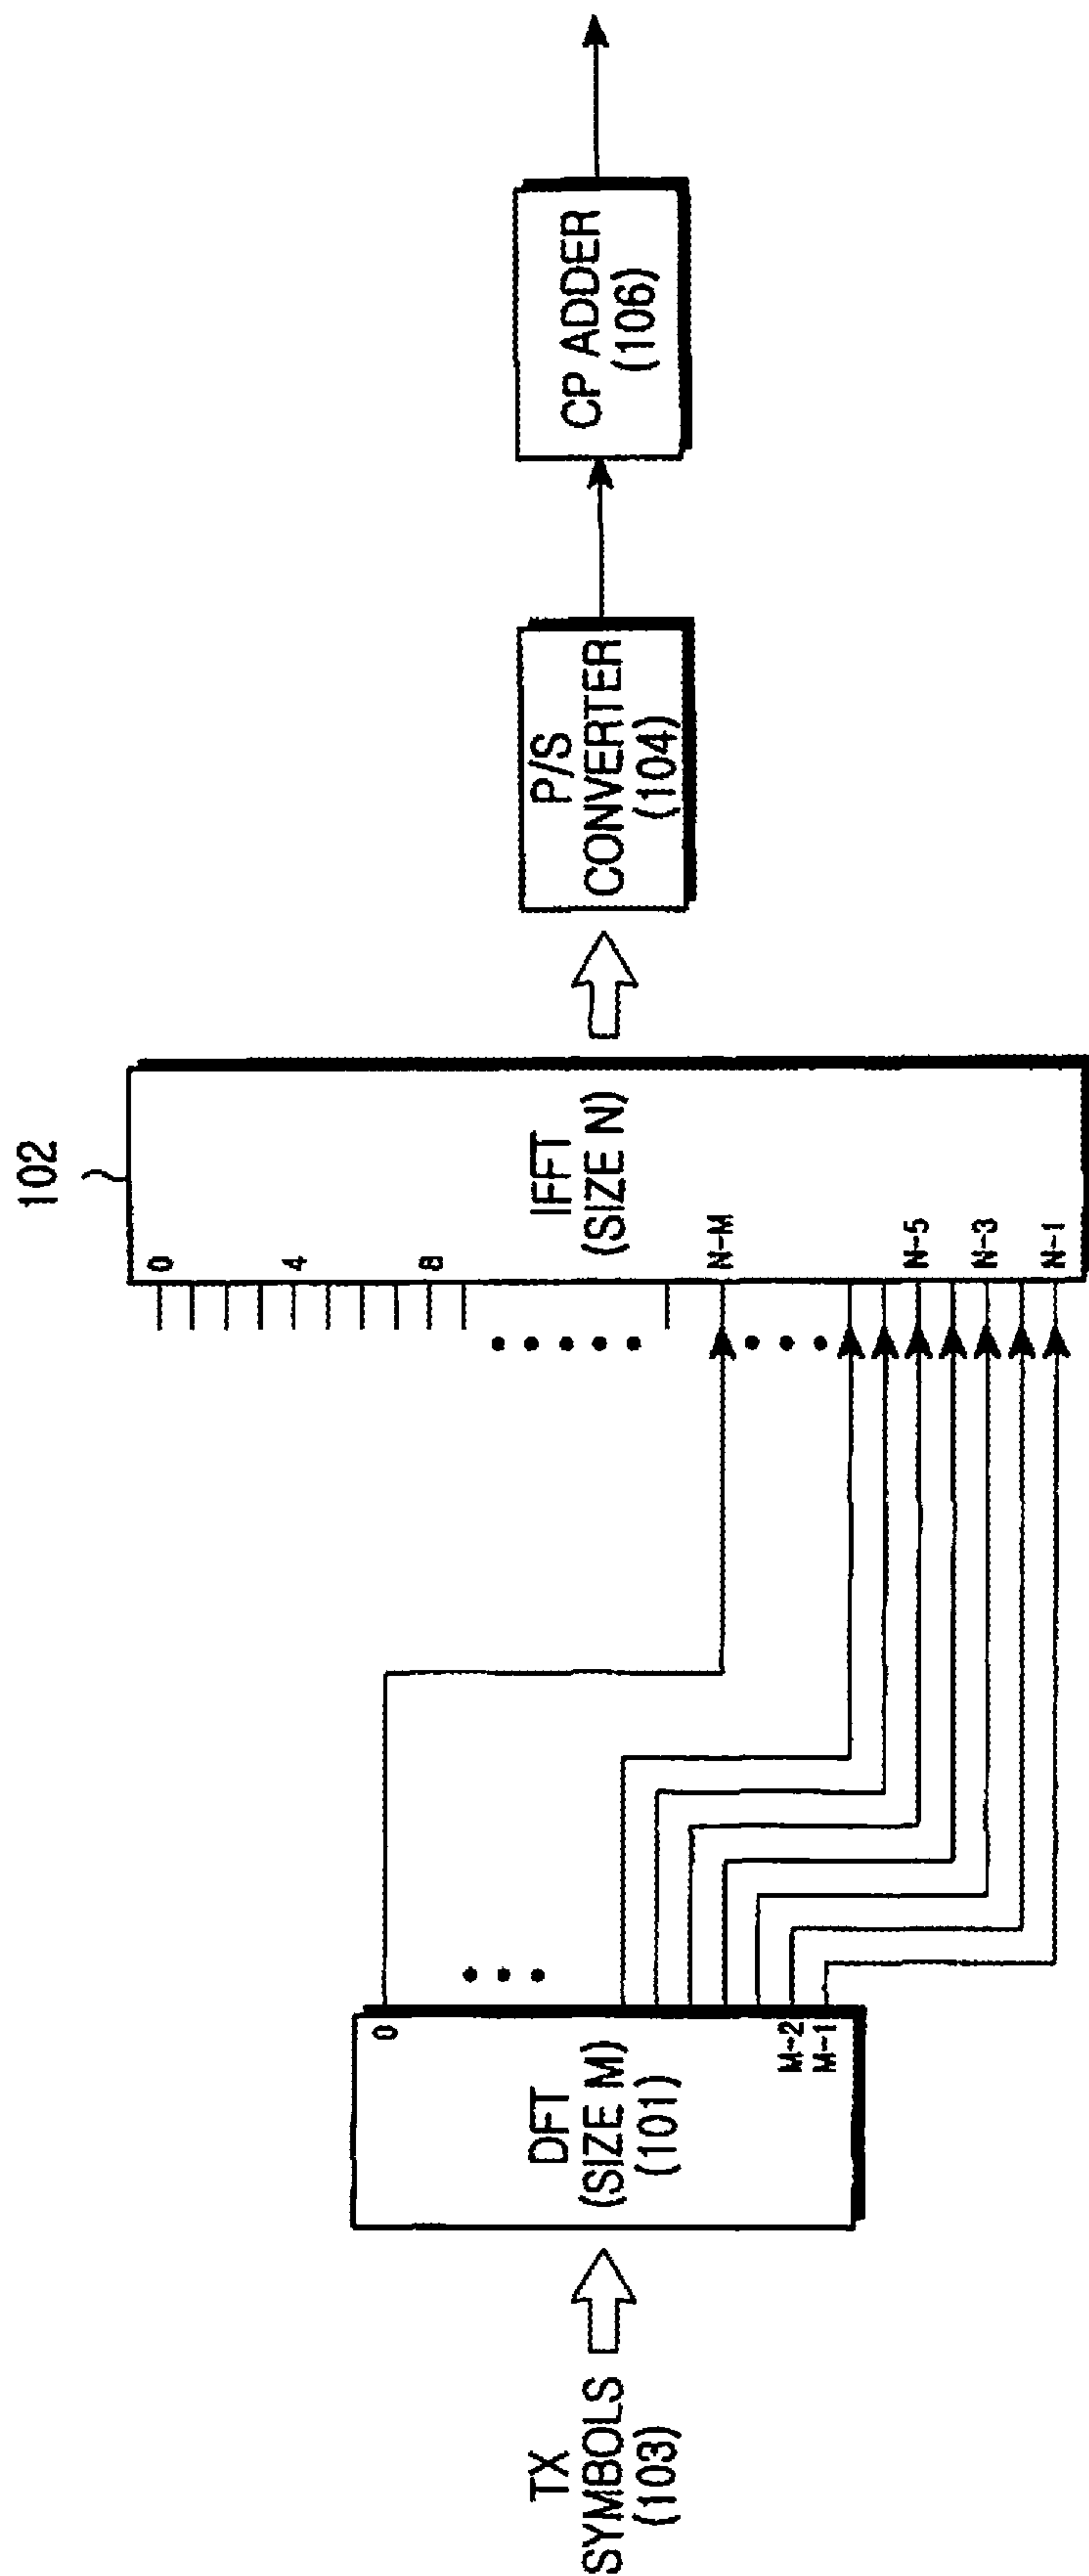 TX
SYMBOLS
(103)
DFT
(SIZE M)
(101)
0
M-2
M-1
102
IFFT
(SIZE N)
0
4
8
N-M
N-5
N-3
N-1
P/S
CONVERTER
(104)
CP ADDER
(106)